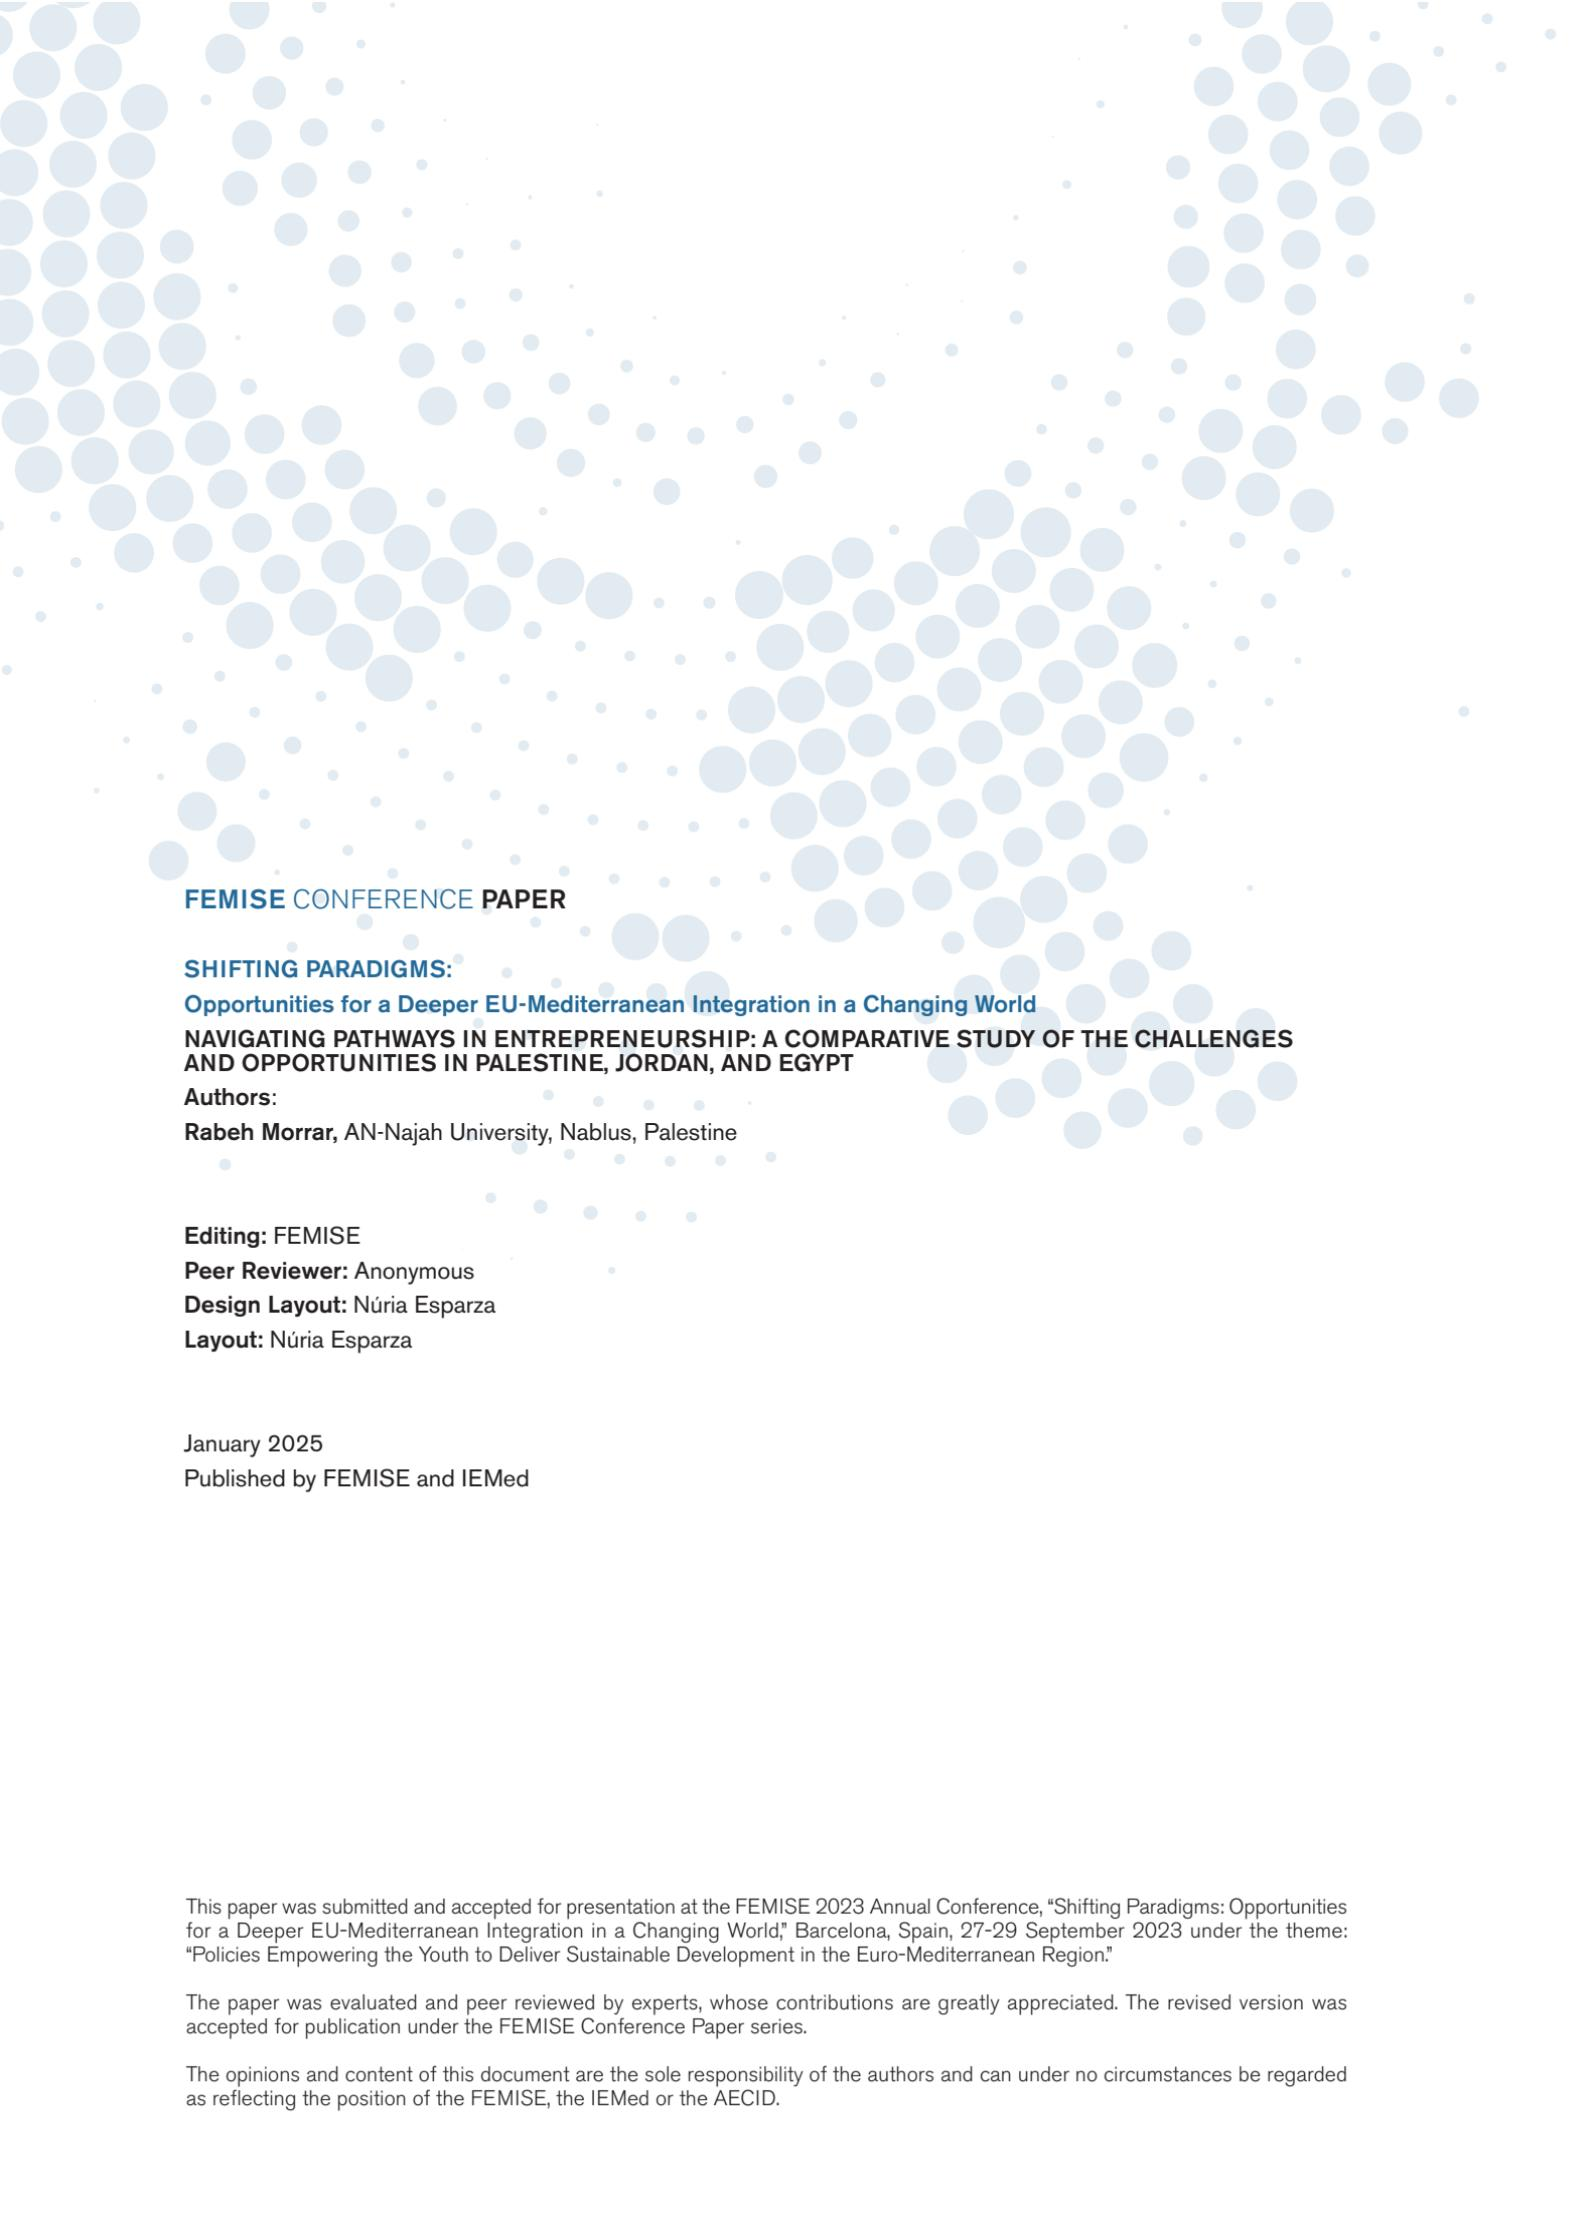 FEMISE CONFERENCE PAPER
SHIFTING PARADIGMS:
Opportunities for a Deeper EU-Mediterranean Integration in a Changing World
NAVIGATING PATHWAYS IN ENTREPRENEURSHIP: A COMPARATIVE STUDY OF THE CHALLENGES
AND OPPORTUNITIES IN PALESTINE, JORDAN, AND EGYPT
Authors:
Rabeh Morrar, AN-Najah University, Nablus, Palestine
Editing: FEMISE
Peer Reviewer: Anonymous
Design Layout: Núria Esparza
Layout: Núria Esparza
January 2025
Published by FEMISE and IEMed
This paper was submitted and accepted for presentation at the FEMISE 2023 Annual Conference, “Shifting Paradigms: Opportunities
for a Deeper EU-Mediterranean Integration in a Changing World,” Barcelona, Spain, 27-29 September 2023 under the theme:
“Policies Empowering the Youth to Deliver Sustainable Development in the Euro-Mediterranean Region.”
The paper was evaluated and peer reviewed by experts, whose contributions are greatly appreciated. The revised version was
accepted for publication under the FEMISE Conference Paper series.
The opinions and content of this document are the sole responsibility of the authors and can under no circumstances be regarded
as reflecting the position of the FEMISE, the IEMed or the AECID.